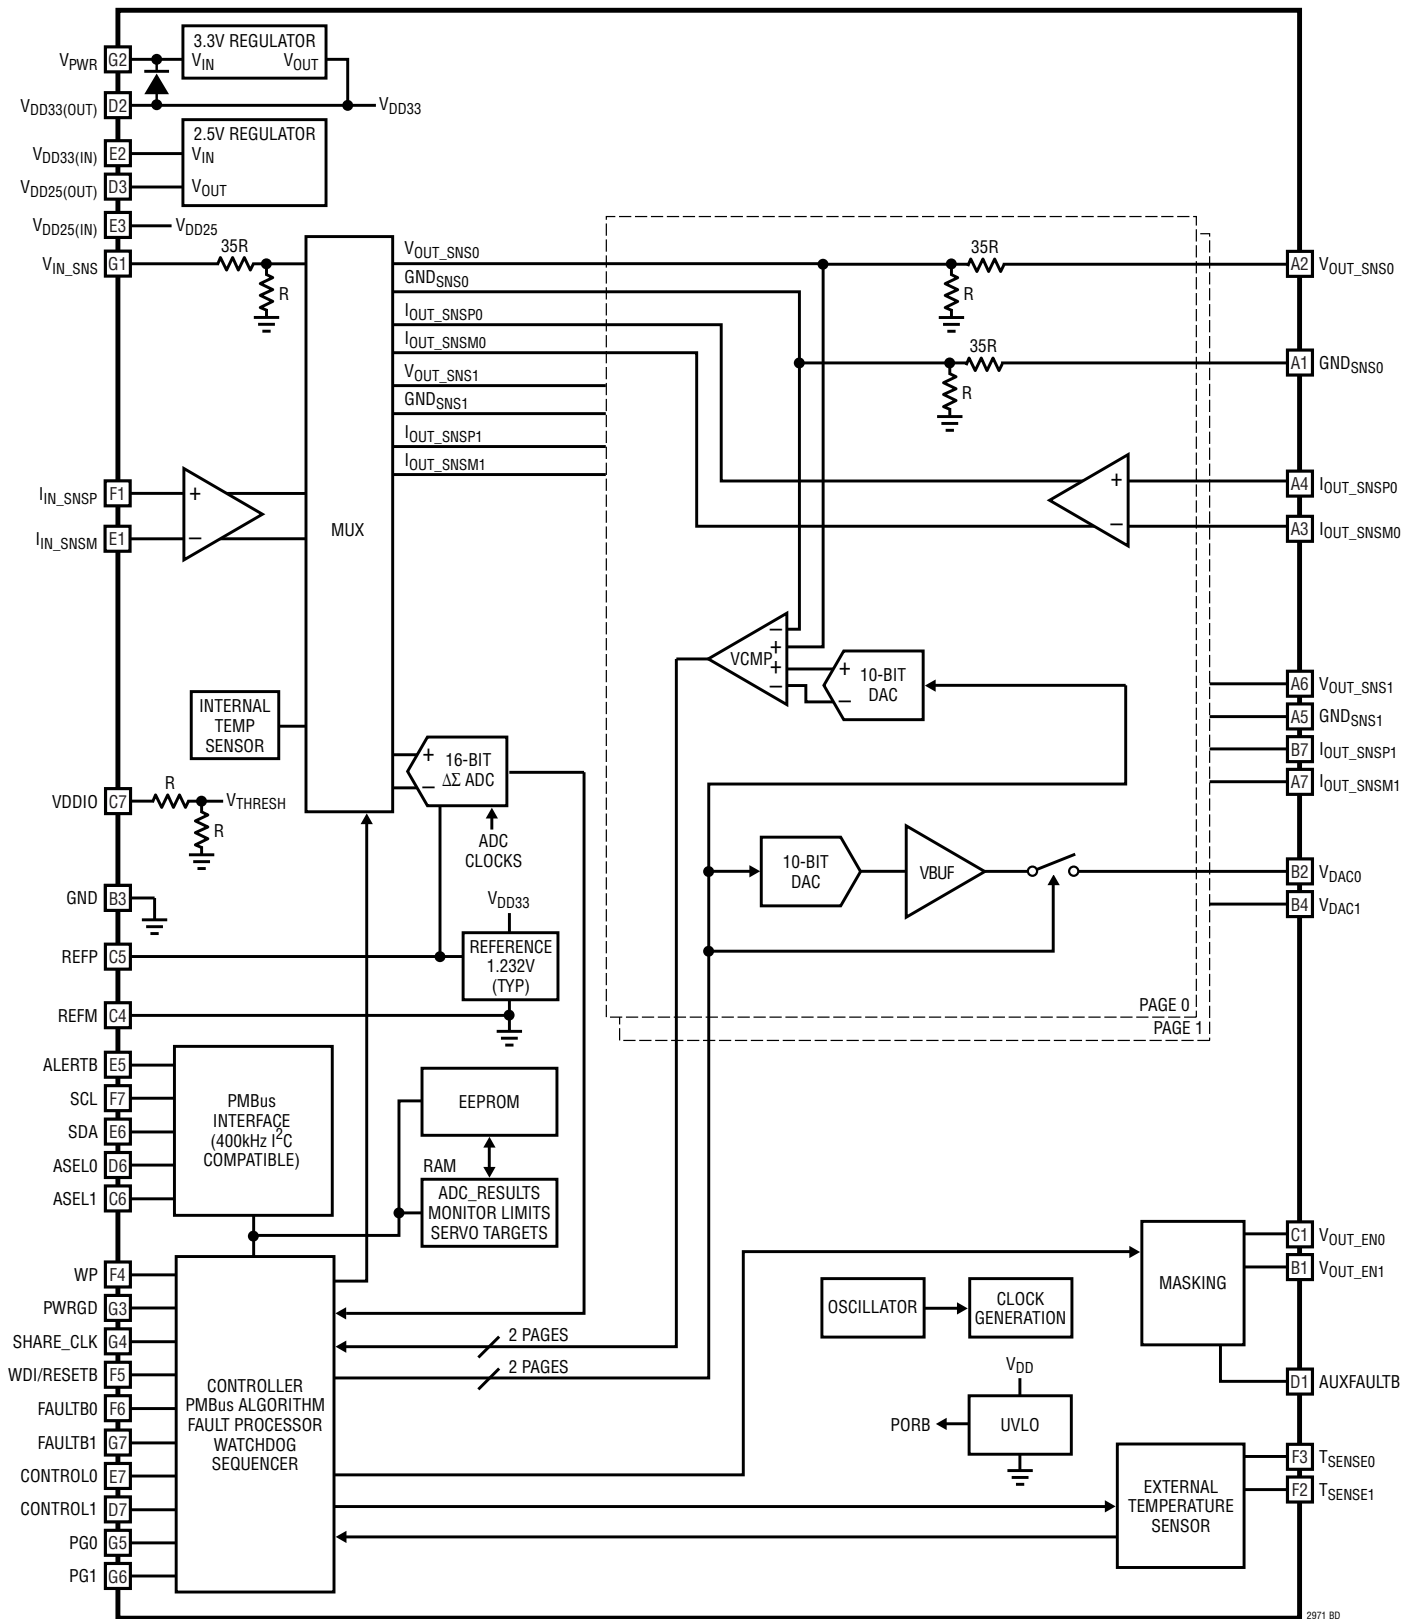 3.3V REGULATOR
VPWR G2 VIN VOUT
VDD33(OUT) D2 VDD33
2.5V REGULATOR
VDD33(IN) E2 VIN
VDD25(OUT) D3 VOUT
VDD25(IN) E3 VDD25
VIN_SNS G1 35R
R
MUX
VOUT_SNS0
GNDSNS0
IOUT_SNSP0
IOUT_SNSM0
VOUT_SNS1
GNDSNS1
IOUT_SNSP1
IOUT_SNSM1
35R
R
A2 VOUT_SNS0
35R
R
A1 GNDSNS0
IIN_SNSP F1 +
IIN_SNSM E1 –
+ A4 IOUT_SNSP0
– A3 IOUT_SNSM0
VCMP
–
+
+
–
+
–
10-BIT
DAC
A6 VOUT_SNS1
A5 GNDSNS1
B7 IOUT_SNSP1
A7 IOUT_SNSM1
INTERNAL
TEMP
SENSOR
+
–
16-BIT
ΔΣ ADC
ADC
CLOCKS
VDDIO C7 R VTHRESH
R
10-BIT
DAC
VBUF
B2 VDAC0
B4 VDAC1
GND B3
VDD33
REFP C5
REFERENCE
1.232V
(TYP)
REFM C4
PAGE 0
PAGE 1
ALERTB E5
SCL F7
SDA E6
ASEL0 D6
ASEL1 C6
PMBus
INTERFACE
(400kHz I2C
COMPATIBLE)
EEPROM
RAM
ADC_RESULTS
MONITOR LIMITS
SERVO TARGETS
WP F4
PWRGD G3
SHARE_CLK G4
WDI/RESETB F5
FAULTB0 F6
FAULTB1 G7
CONTROL0 E7
CONTROL1 D7
PG0 G5
PG1 G6
CONTROLLER
PMBus ALGORITHM
FAULT PROCESSOR
WATCHDOG
SEQUENCER
2 PAGES
2 PAGES
OSCILLATOR
CLOCK
GENERATION
VDD
PORB
UVLO
MASKING
C1 VOUT_EN0
B1 VOUT_EN1
D1 AUXFAULTB
EXTERNAL
TEMPERATURE
SENSOR
F3 TSENSE0
F2 TSENSE1
2971 BD